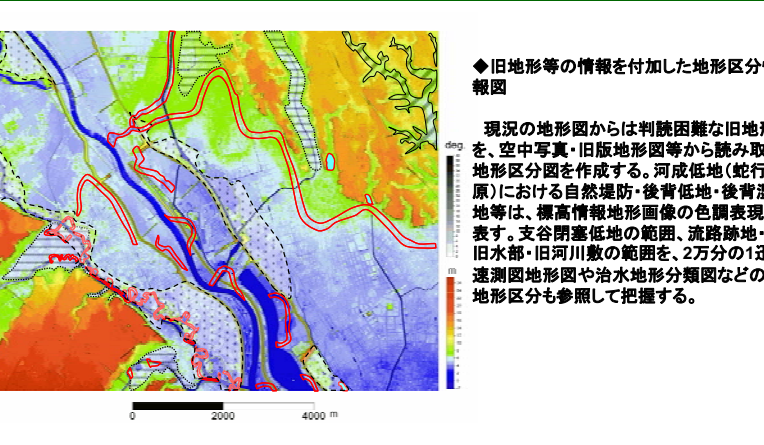 ◆旧地形等の情報を付加した地形区分
報図
現況の地形図からは判読困難な旧地形
を、空中写真・旧版地形図等から読み取
地形区分図を作成する。河成低地(蛇行
原)における自然堤防・後背低地・後背湿
地等は、標高情報地形画像の色調表現
表す。支谷閉塞低地の範囲、流路跡地・
旧水部・旧河川敷の範囲を、2万分の1迅
速測図地形図や治水地形分類図などの
地形区分も参照して把握する。
deg.
m
0 2000 4000 m